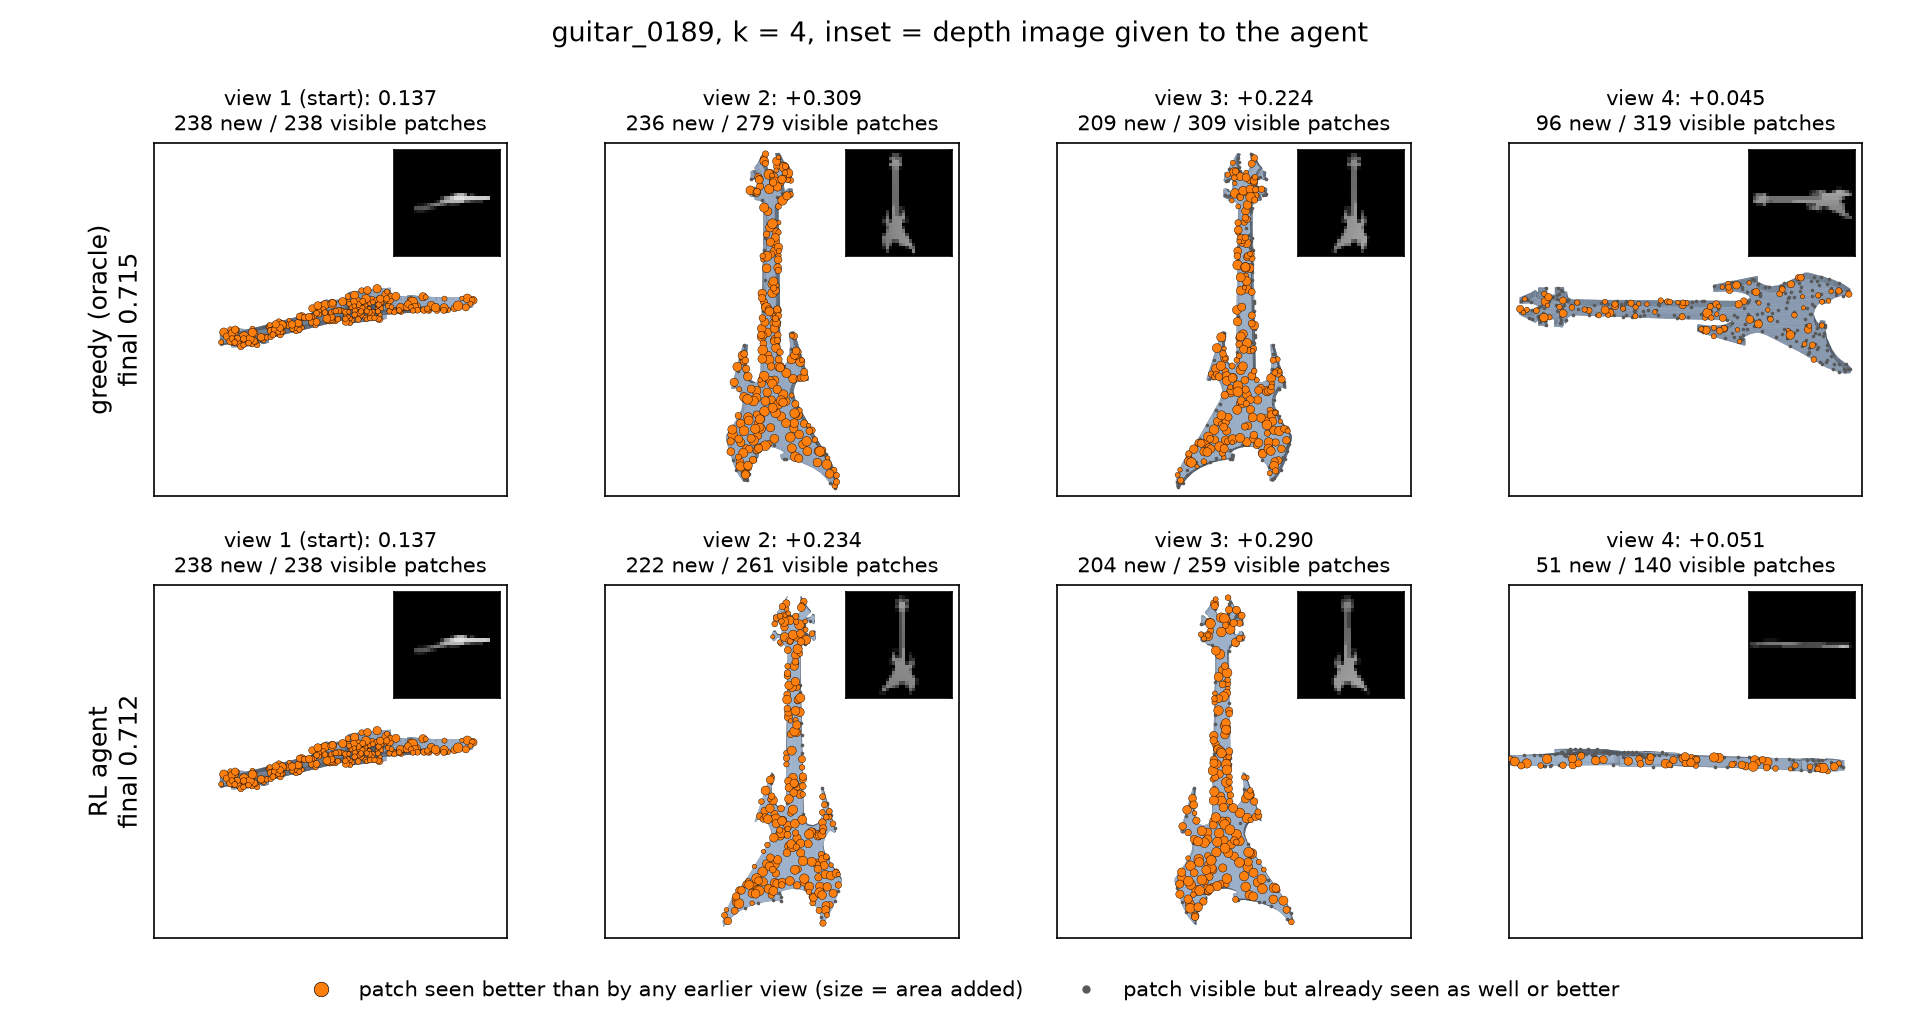 guitar_0189, k = 4, inset = depth image given to the agent
greedy (oracle)
final 0.715
view 1 (start): 0.137
238 new / 238 visible patches
view 2: +0.309
236 new / 279 visible patches
view 3: +0.224
209 new / 309 visible patches
view 4: +0.045
96 new / 319 visible patches
RL agent
final 0.712
view 1 (start): 0.137
238 new / 238 visible patches
view 2: +0.234
222 new / 261 visible patches
view 3: +0.290
204 new / 259 visible patches
view 4: +0.051
51 new / 140 visible patches
patch seen better than by any earlier view (size = area added)
patch visible but already seen as well or better